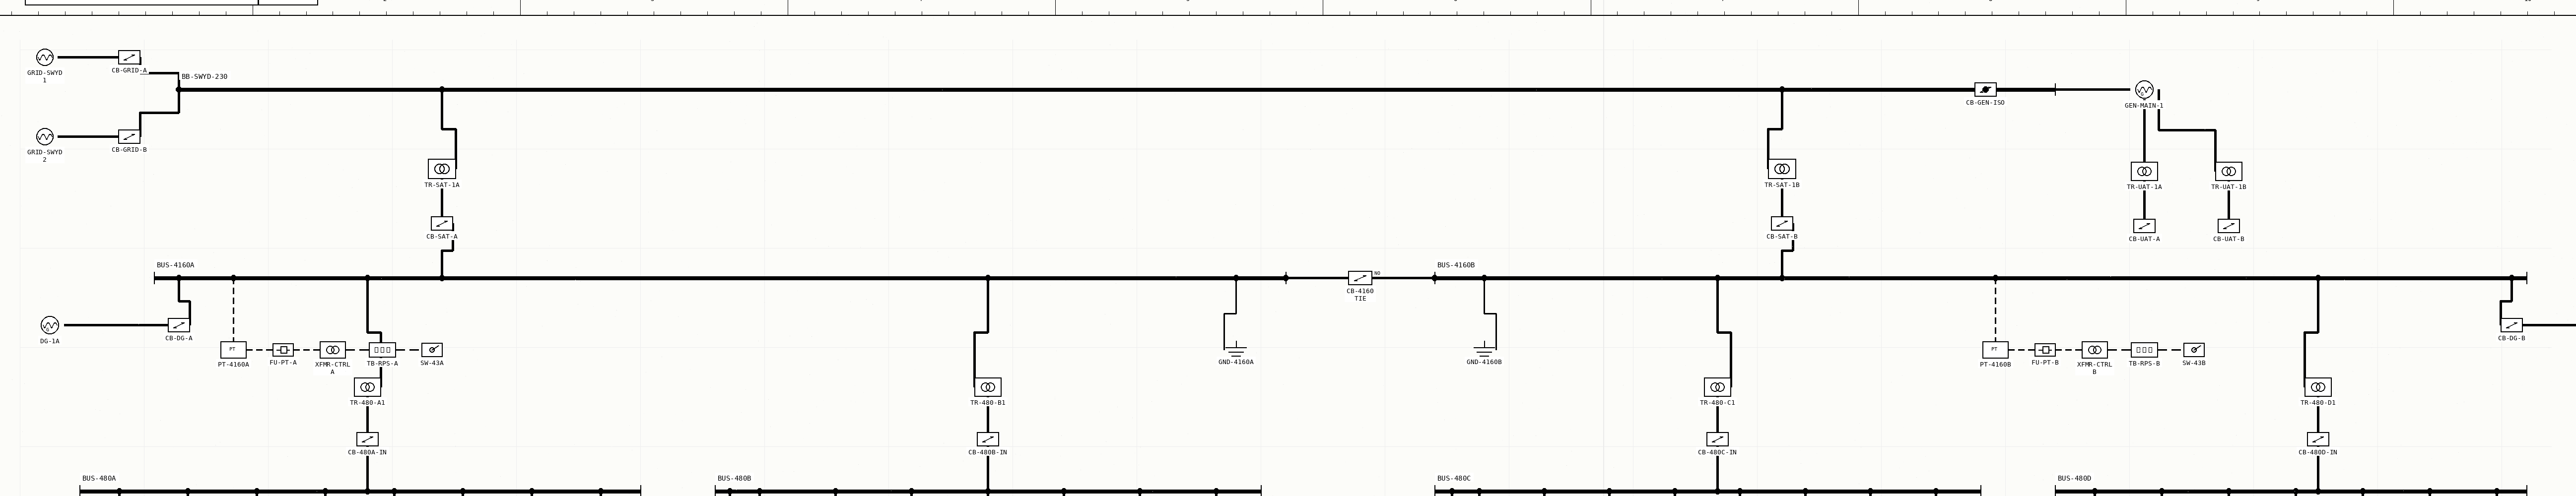 CB-GRID-A
GRID-SWYD
1
BB-SWYD-230
CB-GEN-ISO
GEN-MAIN-1
CB-GRID-B
GRID-SWYD
2
TR-SAT-1A
TR-SAT-1B
TR-UAT-1A
TR-UAT-1B
CB-SAT-A
CB-SAT-B
CB-UAT-A
CB-UAT-B
BUS-4160A
BUS-4160B
NO
CB-4160
TIE
DG-1A
CB-DG-A
CB-DG-B
PT
PT
PT-4160A
FU-PT-A
XFMR-CTRL
A
TB-RPS-A
SW-43A
GND-4160A
GND-4160B
PT-4160B
FU-PT-B
XFMR-CTRL
B
TB-RPS-B
SW-43B
TR-480-A1
TR-480-B1
TR-480-C1
TR-480-D1
CB-480A-IN
CB-480B-IN
CB-480C-IN
CB-480D-IN
BUS-480A
BUS-480B
BUS-480C
BUS-480D